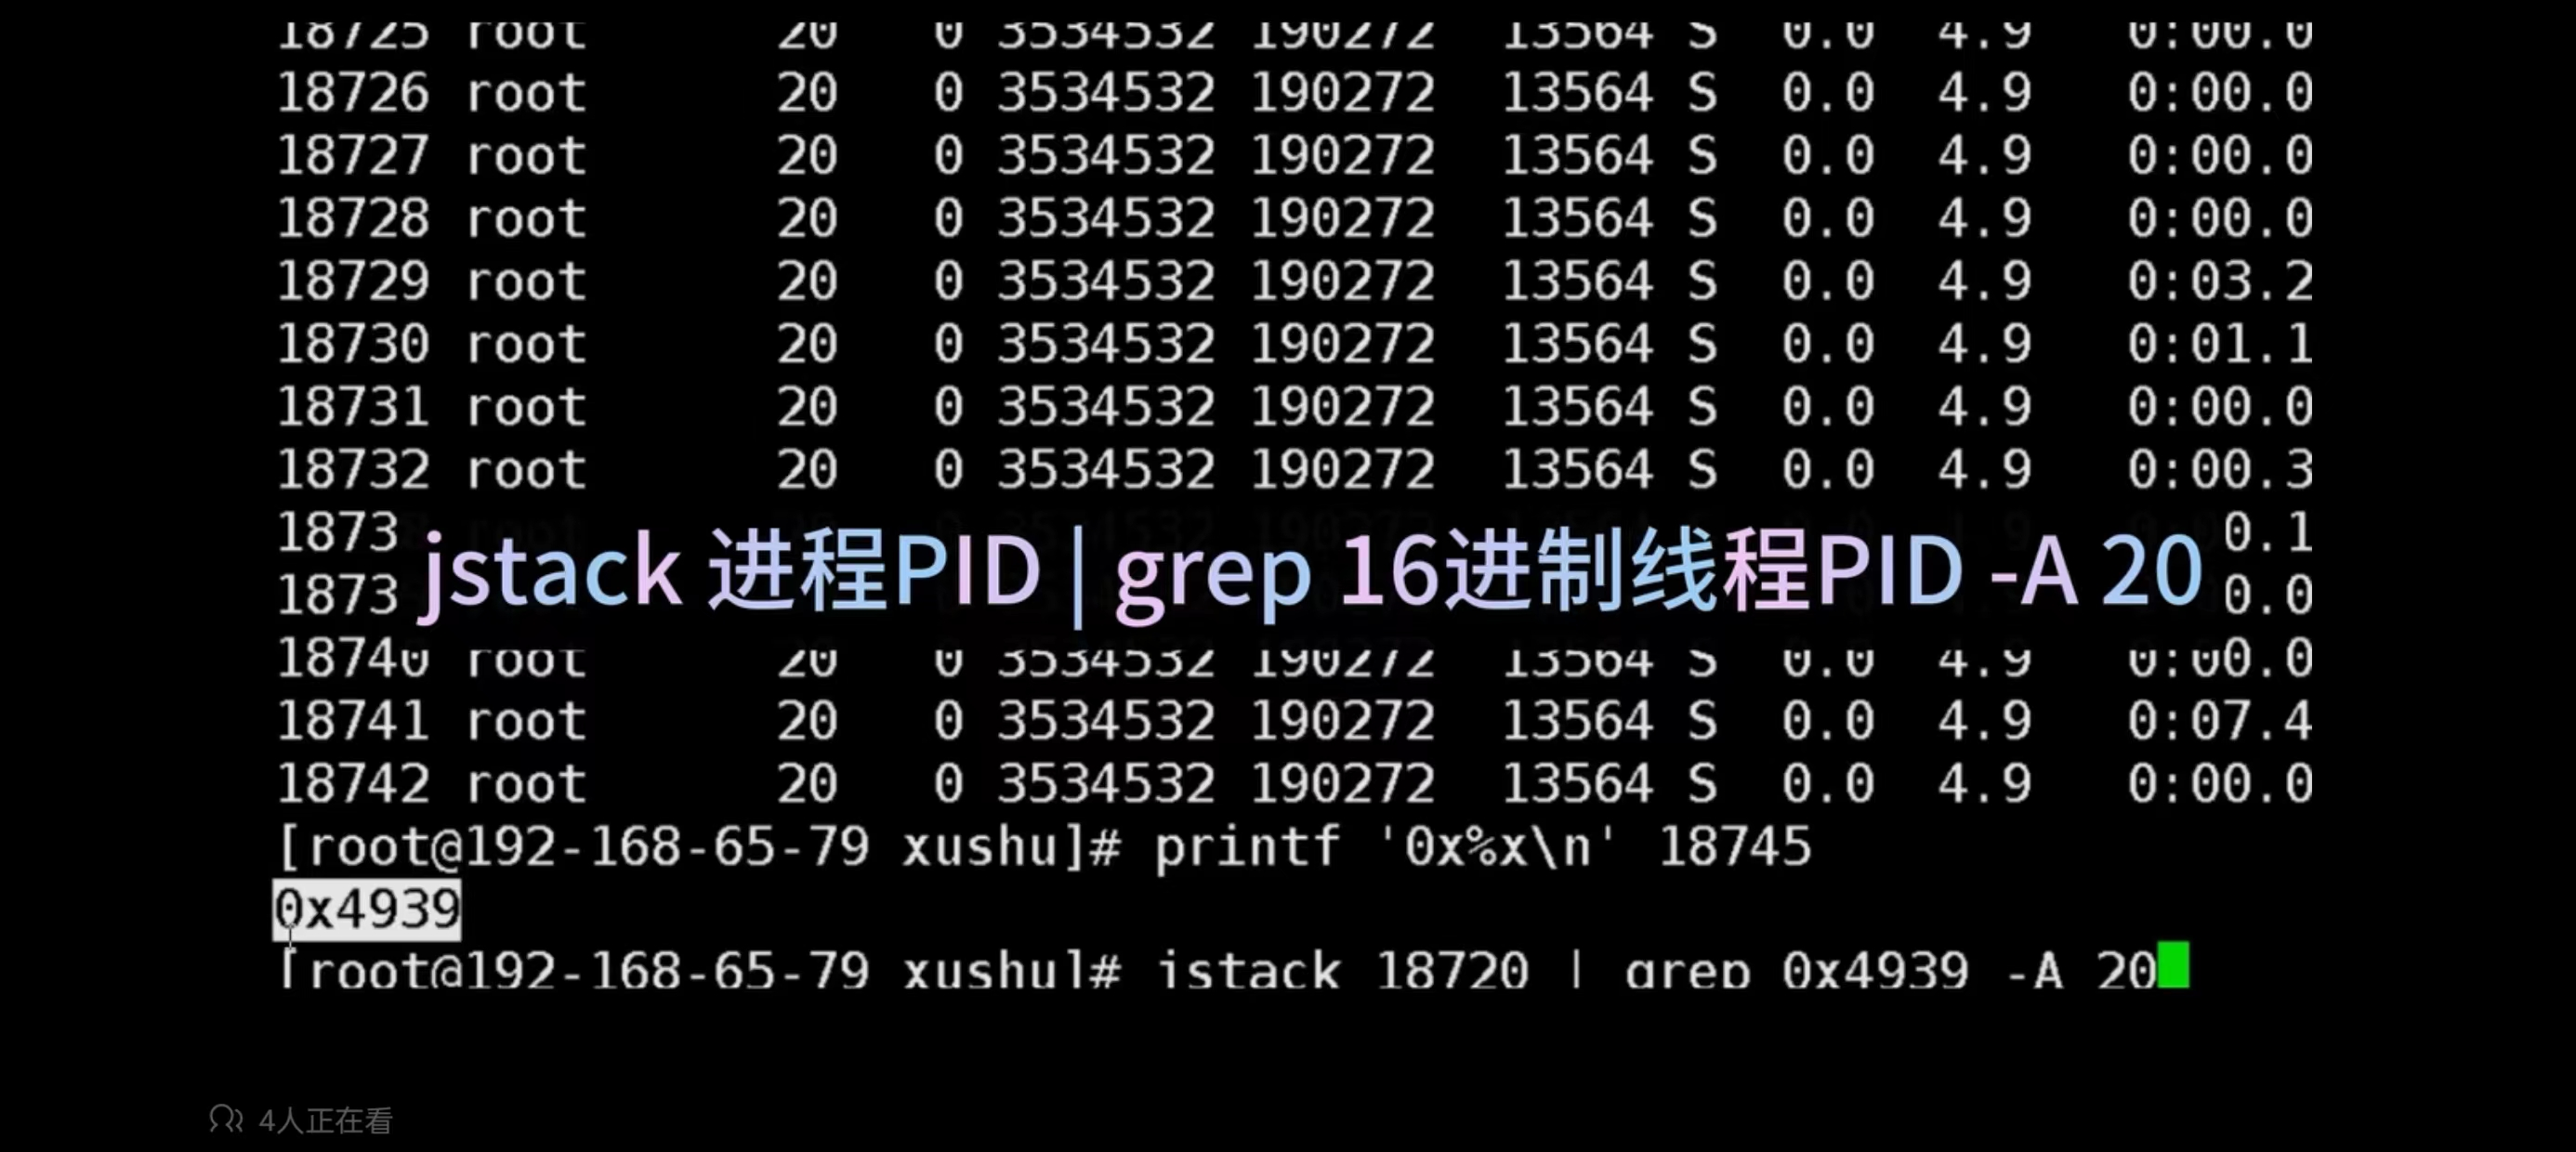 18725 root 20 0 3534532 190272 13564 S 0.0 4.9 0:00.0
18726 root 20 0 3534532 190272 13564 S 0.0 4.9 0:00.0
18727 root 20 0 3534532 190272 13564 S 0.0 4.9 0:00.0
18728 root 20 0 3534532 190272 13564 S 0.0 4.9 0:00.0
18729 root 20 0 3534532 190272 13564 S 0.0 4.9 0:03.2
18730 root 20 0 3534532 190272 13564 S 0.0 4.9 0:01.1
18731 root 20 0 3534532 190272 13564 S 0.0 4.9 0:00.0
18732 root 20 0 3534532 190272 13564 S 0.0 4.9 0:00.3
1873 0.1
jstack 进程PID | grep 16进制线程PID -A 20
1873 0.0
18740 root 20 0 3534532 190272 13564 S 0.0 4.9 0:00.0
18741 root 20 0 3534532 190272 13564 S 0.0 4.9 0:07.4
18742 root 20 0 3534532 190272 13564 S 0.0 4.9 0:00.0
[root@192-168-65-79 xushu]# printf '0x%x\n' 18745
0x4939
[root@192-168-65-79 xushu]# jstack 18720 | grep 0x4939 -A 20
4人正在看